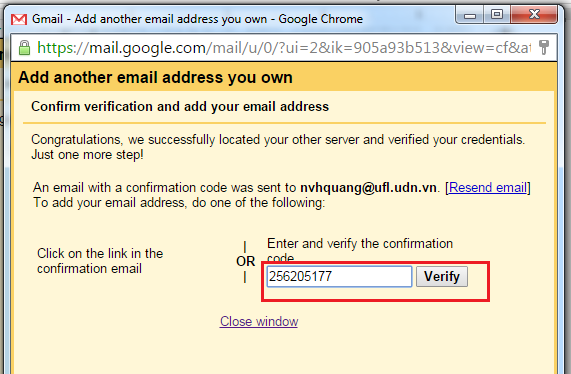 Gmail - Add another email address you own - Google Chrome
https://mail.google.com/mail/u/0/?ui=2&ik=905a93b513&view=cf&at
Add another email address you own
Confirm verification and add your email address
Congratulations, we successfully located your other server and verified your credentials.
Just one more step!
An email with a confirmation code was sent to nvhquang@ufl.udn.vn. [Resend email]
To add your email address, do one of the following:
Click on the link in the
confirmation email
|
OR
|
Enter and verify the confirmation
code
256205177 Verify
Close window